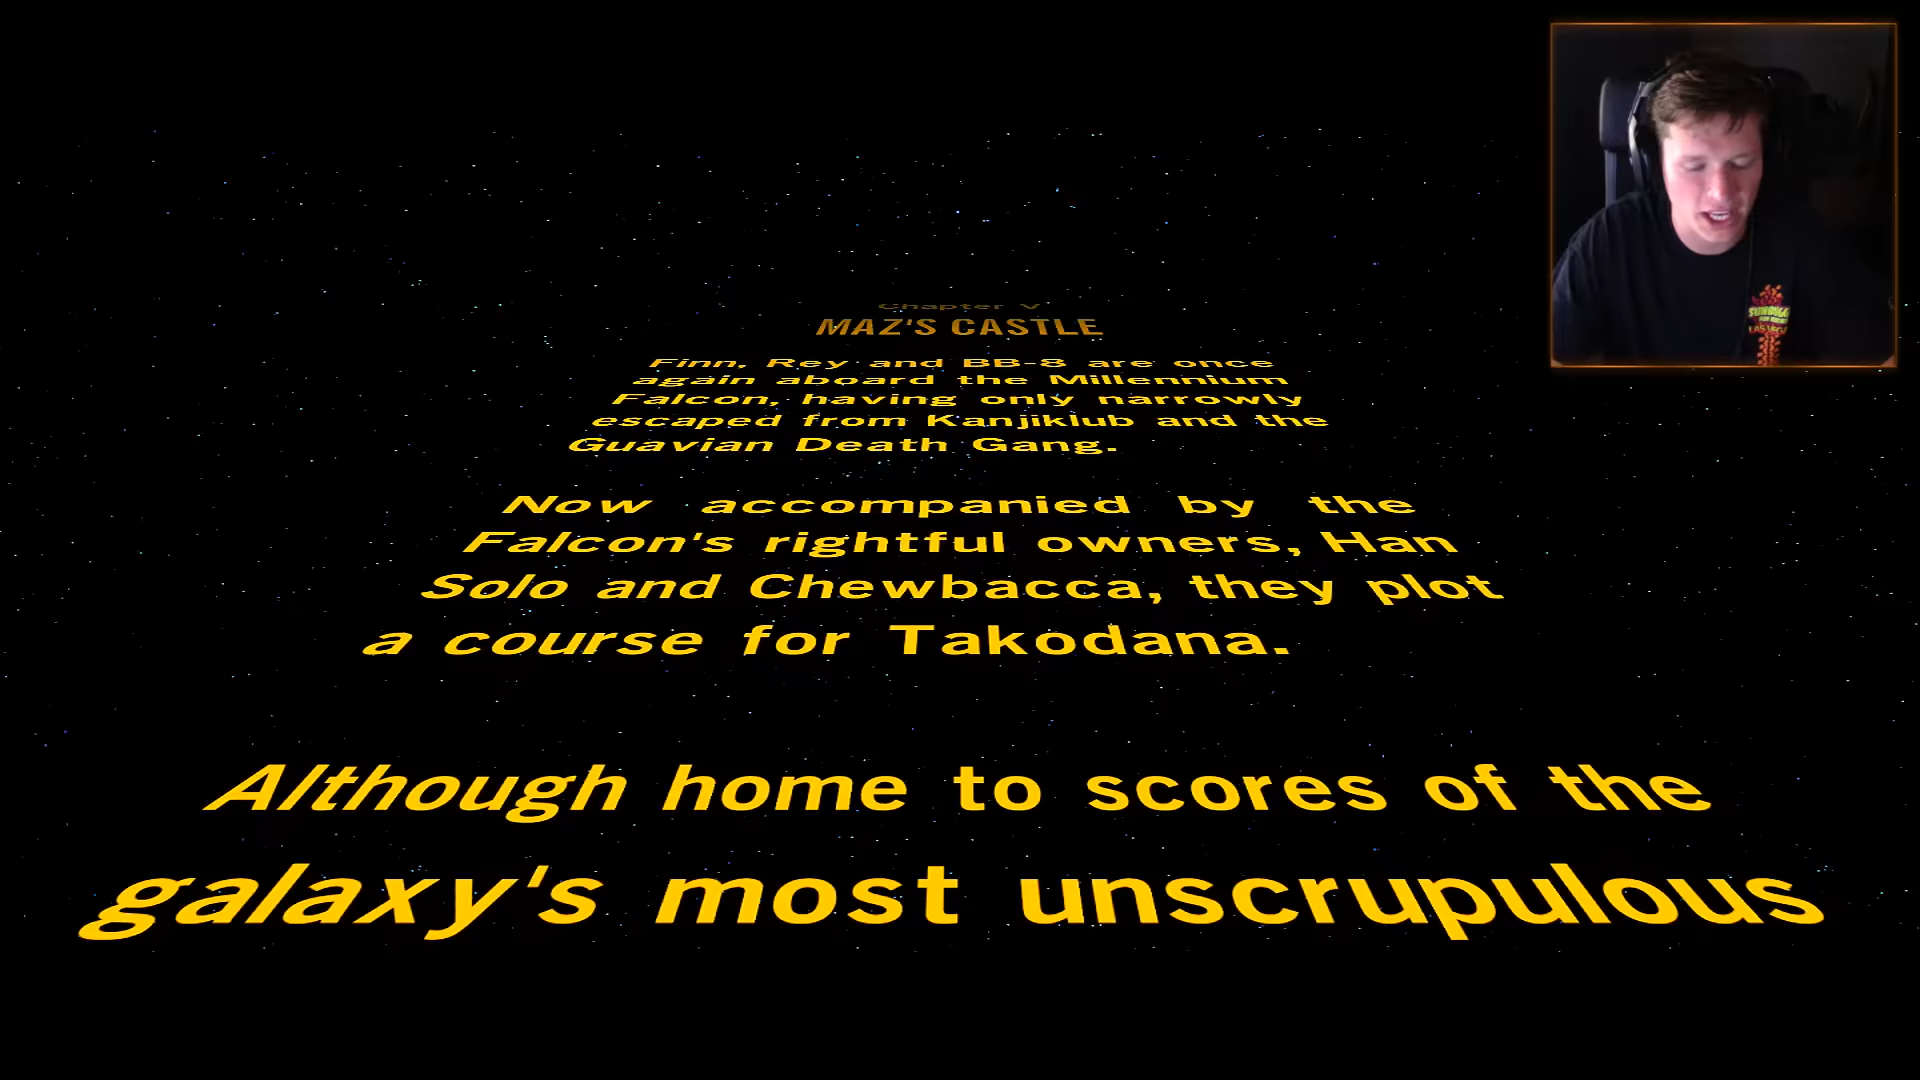 Chapter V
MAZ'S CASTLE
Finn, Rey and BB-8 are once
again aboard the Millennium
Falcon, having only narrowly
escaped from Kanjiklub and the
Guavian Death Gang.
Now accompanied by the
Falcon's rightful owners, Han
Solo and Chewbacca, they plot
a course for Takodana.
Although home to scores of the
galaxy's most unscrupulous